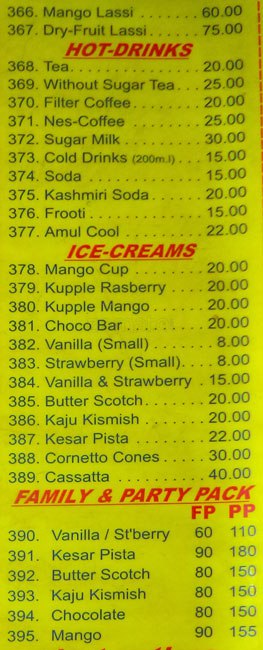 366. Mango Lassi . . . . . . . . 60.00
367. Dry-Fruit Lassi . . . . . . 75.00
HOT-DRINKS
368. Tea . . . . . . . . . . . . . . . 20.00
369. Without Sugar Tea . . . 25.00
370. Filter Coffee . . . . . . . . 20.00
371. Nes-Coffee . . . . . . . . . 25.00
372. Sugar Milk . . . . . . . . . 30.00
373. Cold Drinks (200m.l) . . . . 15.00
374. Soda . . . . . . . . . . . . . . 15.00
375. Kashmiri Soda . . . . . . 20.00
376. Frooti . . . . . . . . . . . . . 15.00
377. Amul Cool . . . . . . . . . 22.00
ICE-CREAMS
378. Mango Cup . . . . . . . . 20.00
379. Kupple Rasberry . . . . 20.00
380. Kupple Mango . . . . . . 20.00
381. Choco Bar . . . . . . . . . 20.00
382. Vanilla (Small) . . . . . . . 8.00
383. Strawberry (Small) . . . . 8.00
384. Vanilla & Strawberry . 15.00
385. Butter Scotch . . . . . . . 20.00
386. Kaju Kismish . . . . . . . 20.00
387. Kesar Pista . . . . . . . . 22.00
388. Cornetto Cones . . . . . 30.00
389. Cassatta . . . . . . . . . . 40.00
FAMILY & PARTY PACK
FP PP
390. Vanilla / St'berry 60 110
391. Kesar Pista 90 180
392. Butter Scotch 80 150
393. Kaju Kismish 80 150
394. Chocolate 80 150
395. Mango 90 155